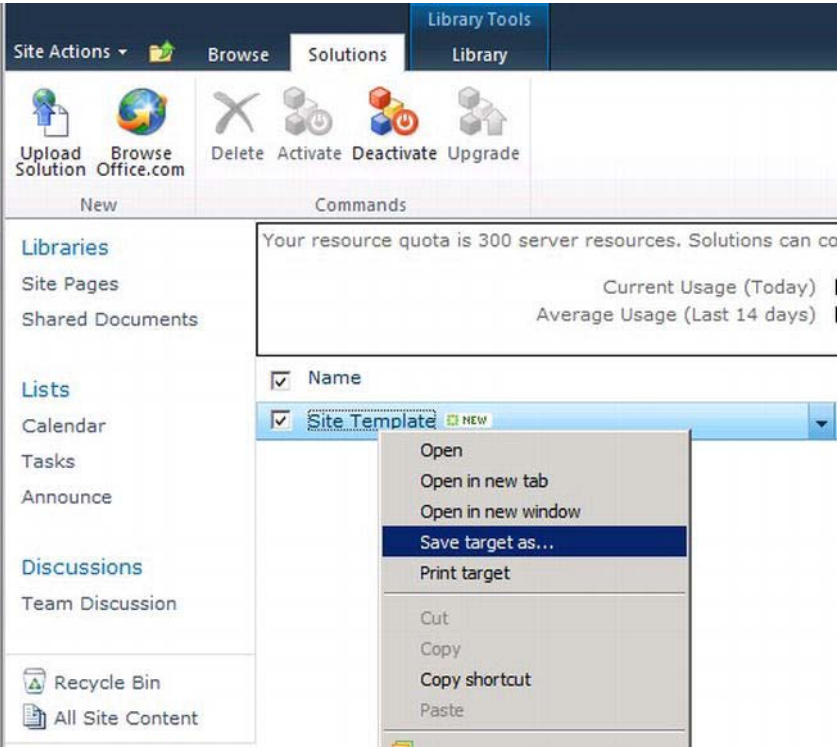 Library Tools
Site Actions Browse Solutions Library
Upload Solution Browse Office.com Delete Activate Deactivate Upgrade
New Commands
Libraries
Site Pages
Shared Documents
Lists
Calendar
Tasks
Announce
Discussions
Team Discussion
Recycle Bin
All Site Content
Your resource quota is 300 server resources. Solutions can co
Current Usage (Today)
Average Usage (Last 14 days)
Name
Site Template NEW
Open
Open in new tab
Open in new window
Save target as...
Print target
Cut
Copy
Copy shortcut
Paste